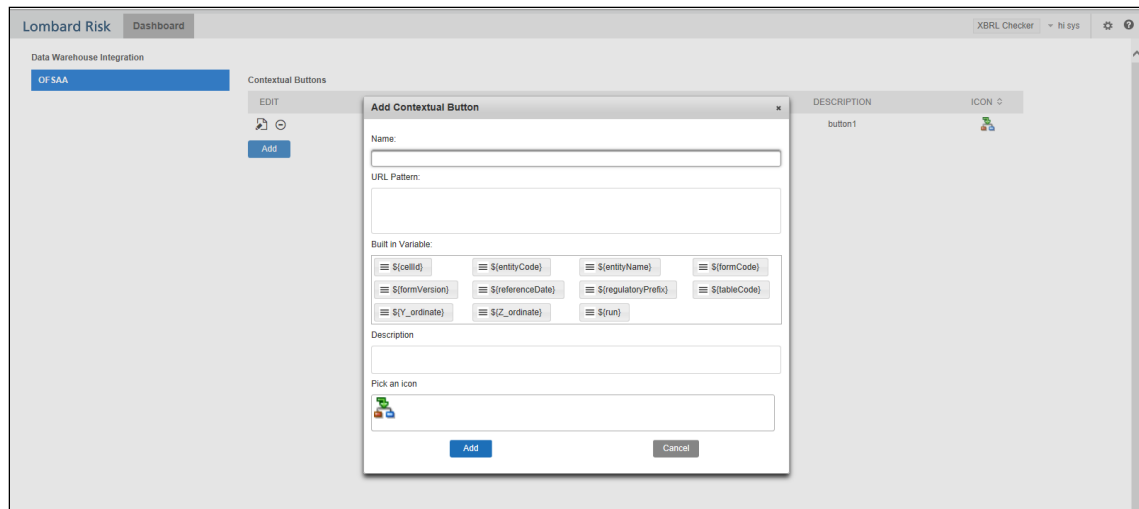 Lombard Risk Dashboard XBRL Checker hi sys
Data Warehouse Integration
OFSAA
Contextual Buttons
EDIT DESCRIPTION ICON
button1
Add
Add Contextual Button
Name:
URL Pattern:
Built in Variable:
${cellId} ${entityCode} ${entityName} ${formCode}
${formVersion} ${referenceDate} ${regulatoryPrefix} ${tableCode}
${Y_ordinate} ${Z_ordinate} ${run}
Description
Pick an icon
Add Cancel